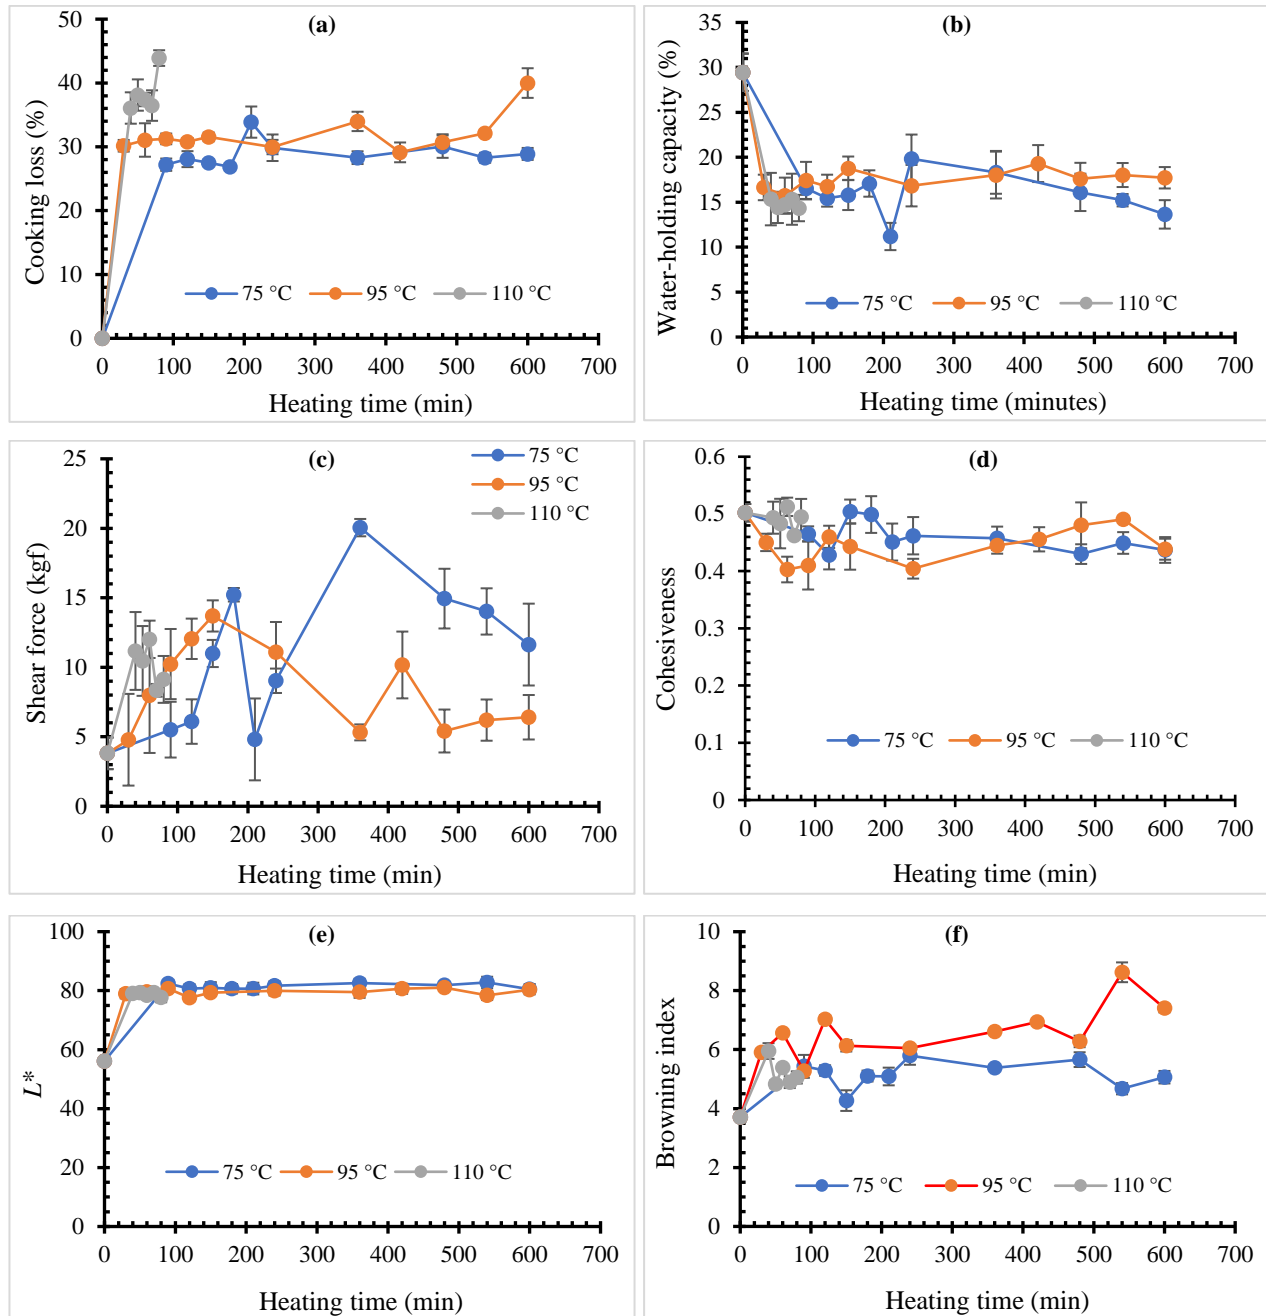 (a)
Cooking loss (%)
50
40
30
20
10
0
75 °C 95 °C 110 °C
0 100 200 300 400 500 600 700
Heating time (min)
(b)
Water-holding capacity (%)
35
30
25
20
15
10
5
0
75 °C 95 °C 110 °C
0 100 200 300 400 500 600 700
Heating time (minutes)
(c)
Shear force (kgf)
25
20
15
10
5
0
75 °C
95 °C
110 °C
0 100 200 300 400 500 600 700
Heating time (min)
(d)
Cohesiveness
0.6
0.5
0.4
0.3
0.2
0.1
0
75 °C 95 °C 110 °C
0 100 200 300 400 500 600 700
Heating time (min)
(e)
L*
100
80
60
40
20
0
75 °C 95 °C 110 °C
0 100 200 300 400 500 600 700
Heating time (min)
(f)
Browning index
10
8
6
4
2
0
75 °C 95 °C 110 °C
0 100 200 300 400 500 600 700
Heating time (min)